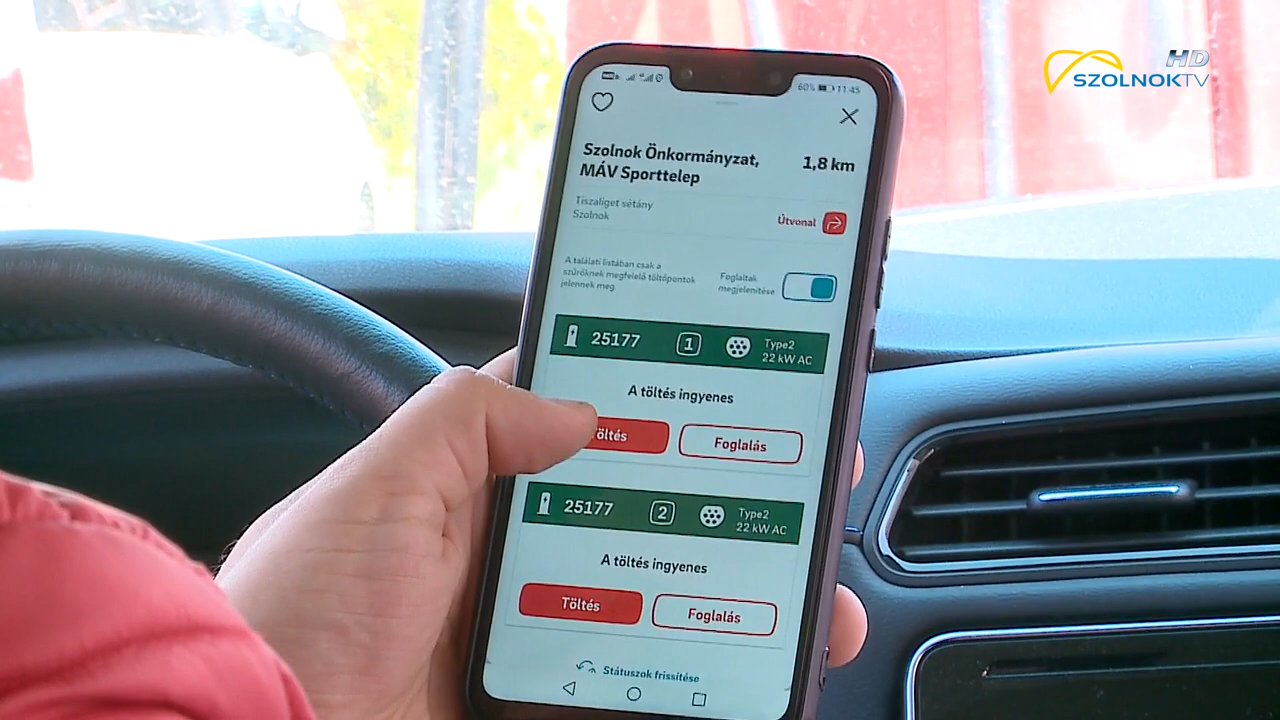 HD
SZOLNOKTV
60% 11:45
Szolnok Önkormányzat,
MÁV Sporttelep
1,8 km
Tiszaliget sétány
Szolnok
Útvonal
A találati listában csak a
szűrőknek megfelelő töltőpontok
jelennek meg.
Foglaltak
megjelenítése
25177
1
Type2
22 kW AC
A töltés ingyenes
Töltés
Foglalás
25177
2
Type2
22 kW AC
A töltés ingyenes
Töltés
Foglalás
Státuszok frissítése